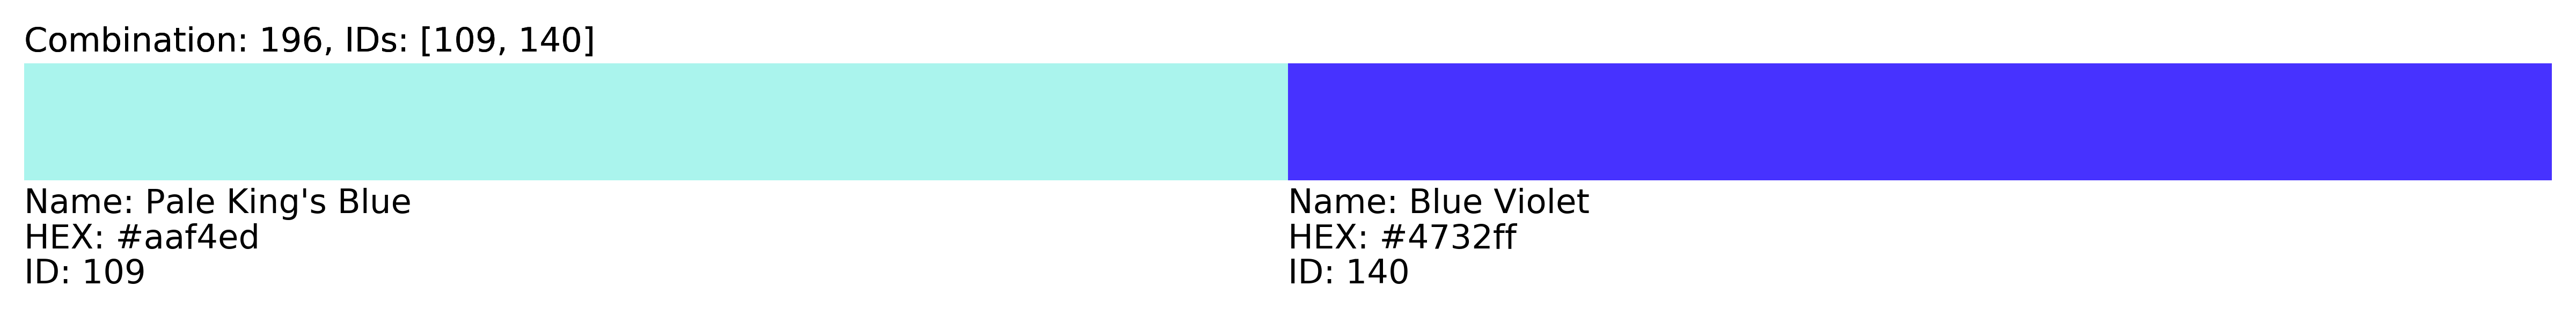 Combination: 196, IDs: [109, 140]
Name: Pale King's Blue
HEX: #aaf4ed
ID: 109
Name: Blue Violet
HEX: #4732ff
ID: 140